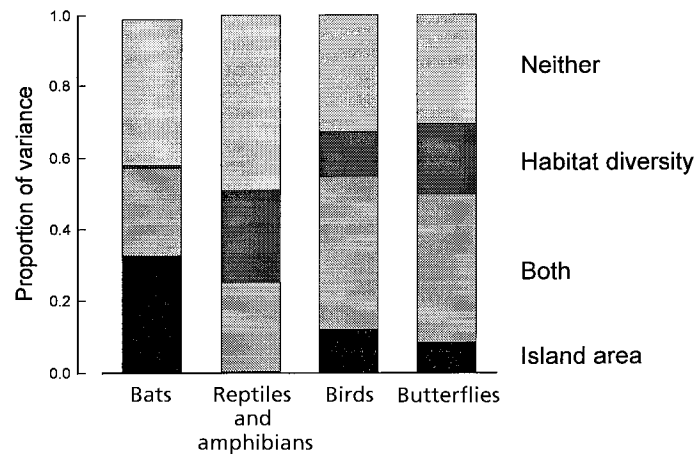 1.0
0.8
0.6
0.4
0.2
0.0
Proportion of variance
Neither
Habitat diversity
Both
Island area
Bats
Reptiles
and
amphibians
Birds
Butterflies